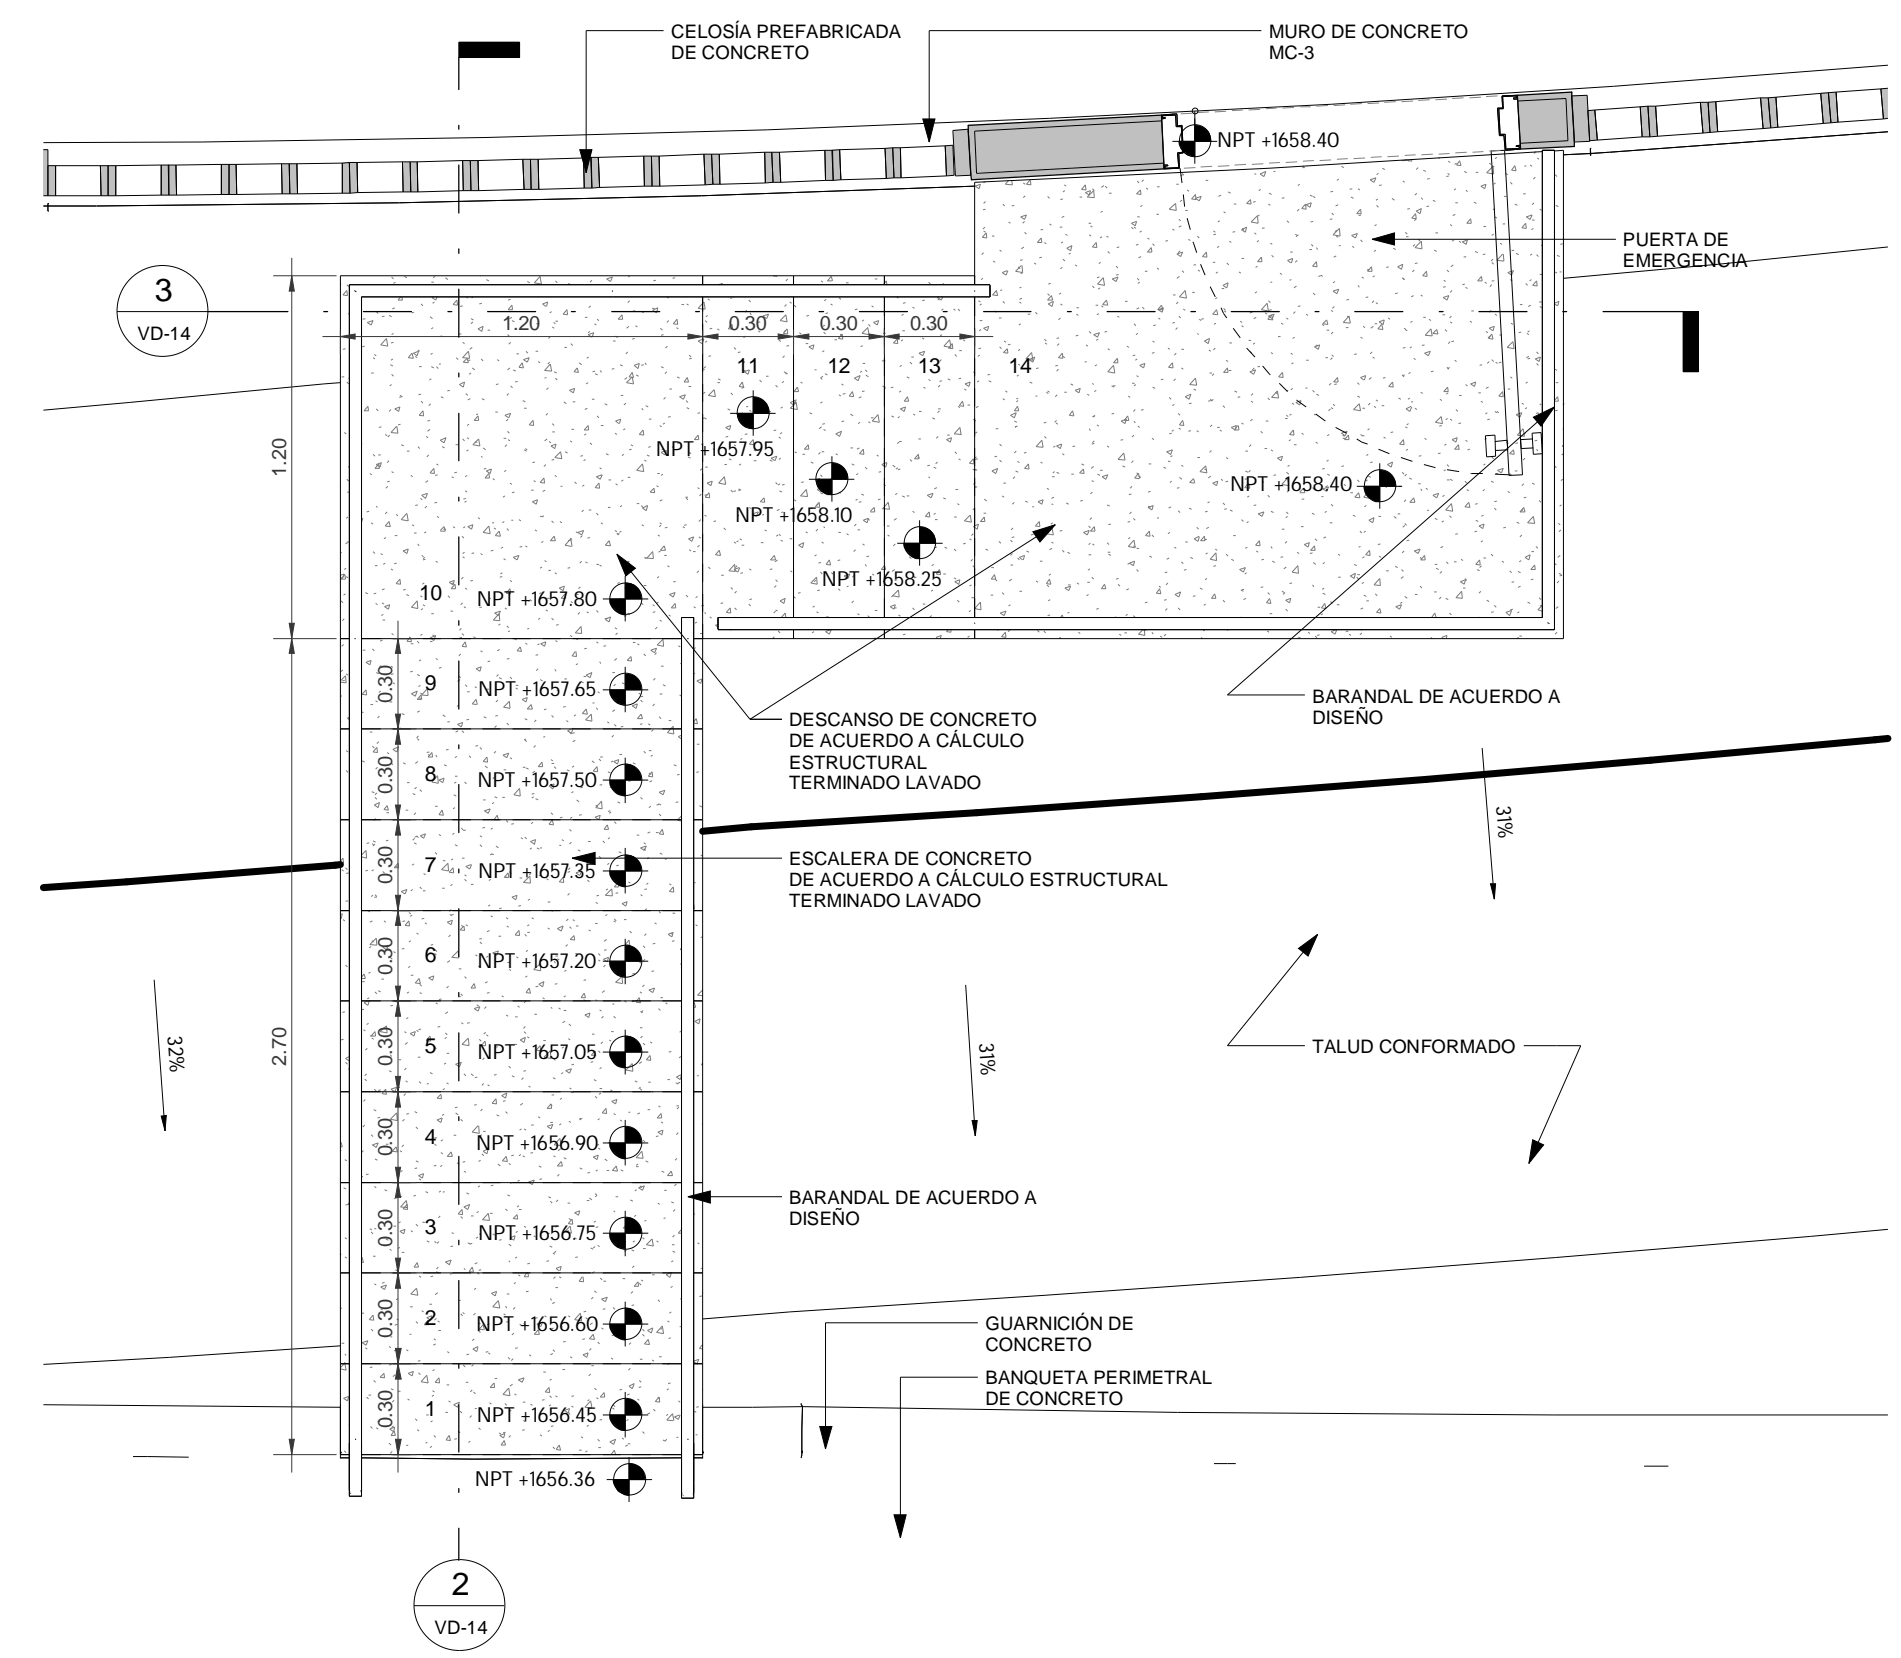 CELOSÍA PREFABRICADA
DE CONCRETO
MURO DE CONCRETO
MC-3
NPT +1658.40
PUERTA DE
EMERGENCIA
3
VD-14
1.20
0.30
0.30
0.30
11
12
13
14
NPT +1657.95
1.20
NPT +1658.10
NPT +1658.40
NPT +1658.25
10
NPT +1657.80
0.30
9
NPT +1657.65
BARANDAL DE ACUERDO A
DISEÑO
DESCANSO DE CONCRETO
DE ACUERDO A CÁLCULO
ESTRUCTURAL
TERMINADO LAVADO
0.30
8
NPT +1657.50
31%
0.30
7
NPT +1657.35
ESCALERA DE CONCRETO
DE ACUERDO A CÁLCULO ESTRUCTURAL
TERMINADO LAVADO
0.30
6
NPT +1657.20
2.70
32%
0.30
5
NPT +1657.05
31%
TALUD CONFORMADO
0.30
4
NPT +1656.90
BARANDAL DE ACUERDO A
DISEÑO
0.30
3
NPT +1656.75
0.30
2
NPT +1656.60
GUARNICIÓN DE
CONCRETO
BANQUETA PERIMETRAL
DE CONCRETO
0.30
1
NPT +1656.45
NPT +1656.36
2
VD-14